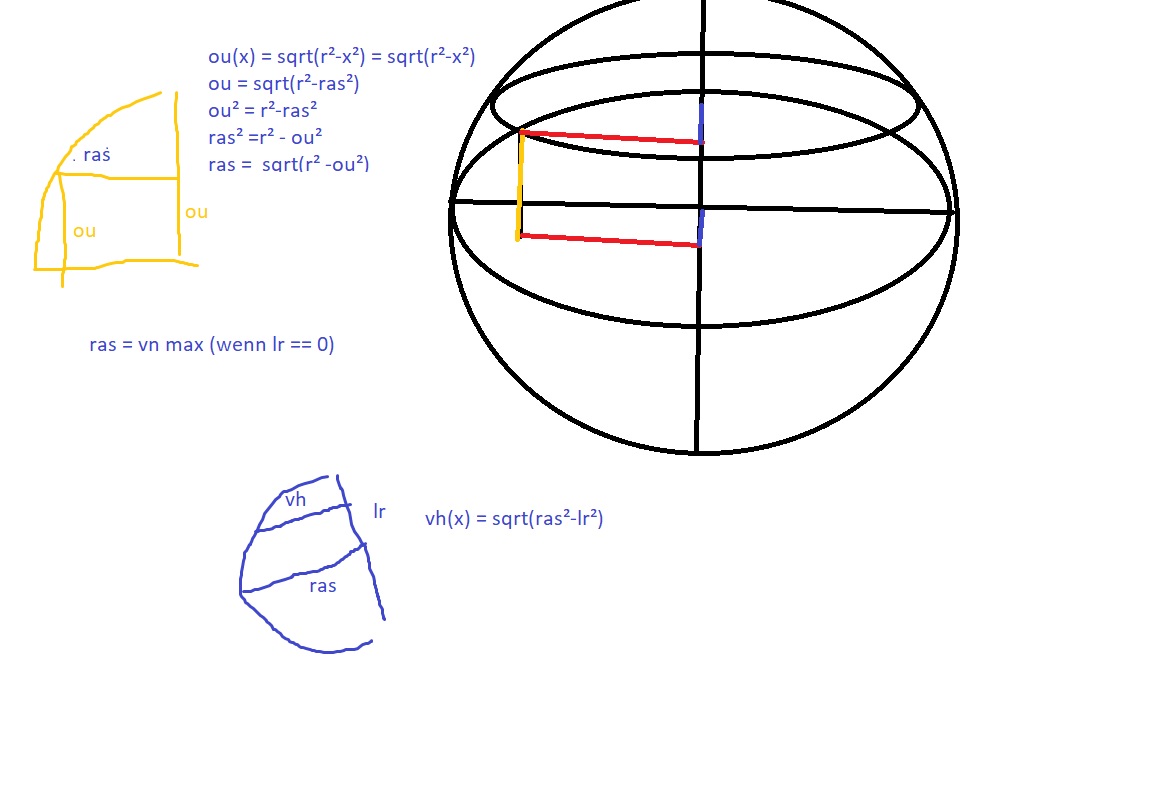 ou(x) = sqrt(r²-x²) = sqrt(r²-x²)
ou = sqrt(r²-ras²)
ou² = r²-ras²
ras² =r² - ou²
ras = sqrt(r² -ou²)
. ras
ou
ou
ras = vn max (wenn lr == 0)
vh
lr
vh(x) = sqrt(ras²-lr²)
ras